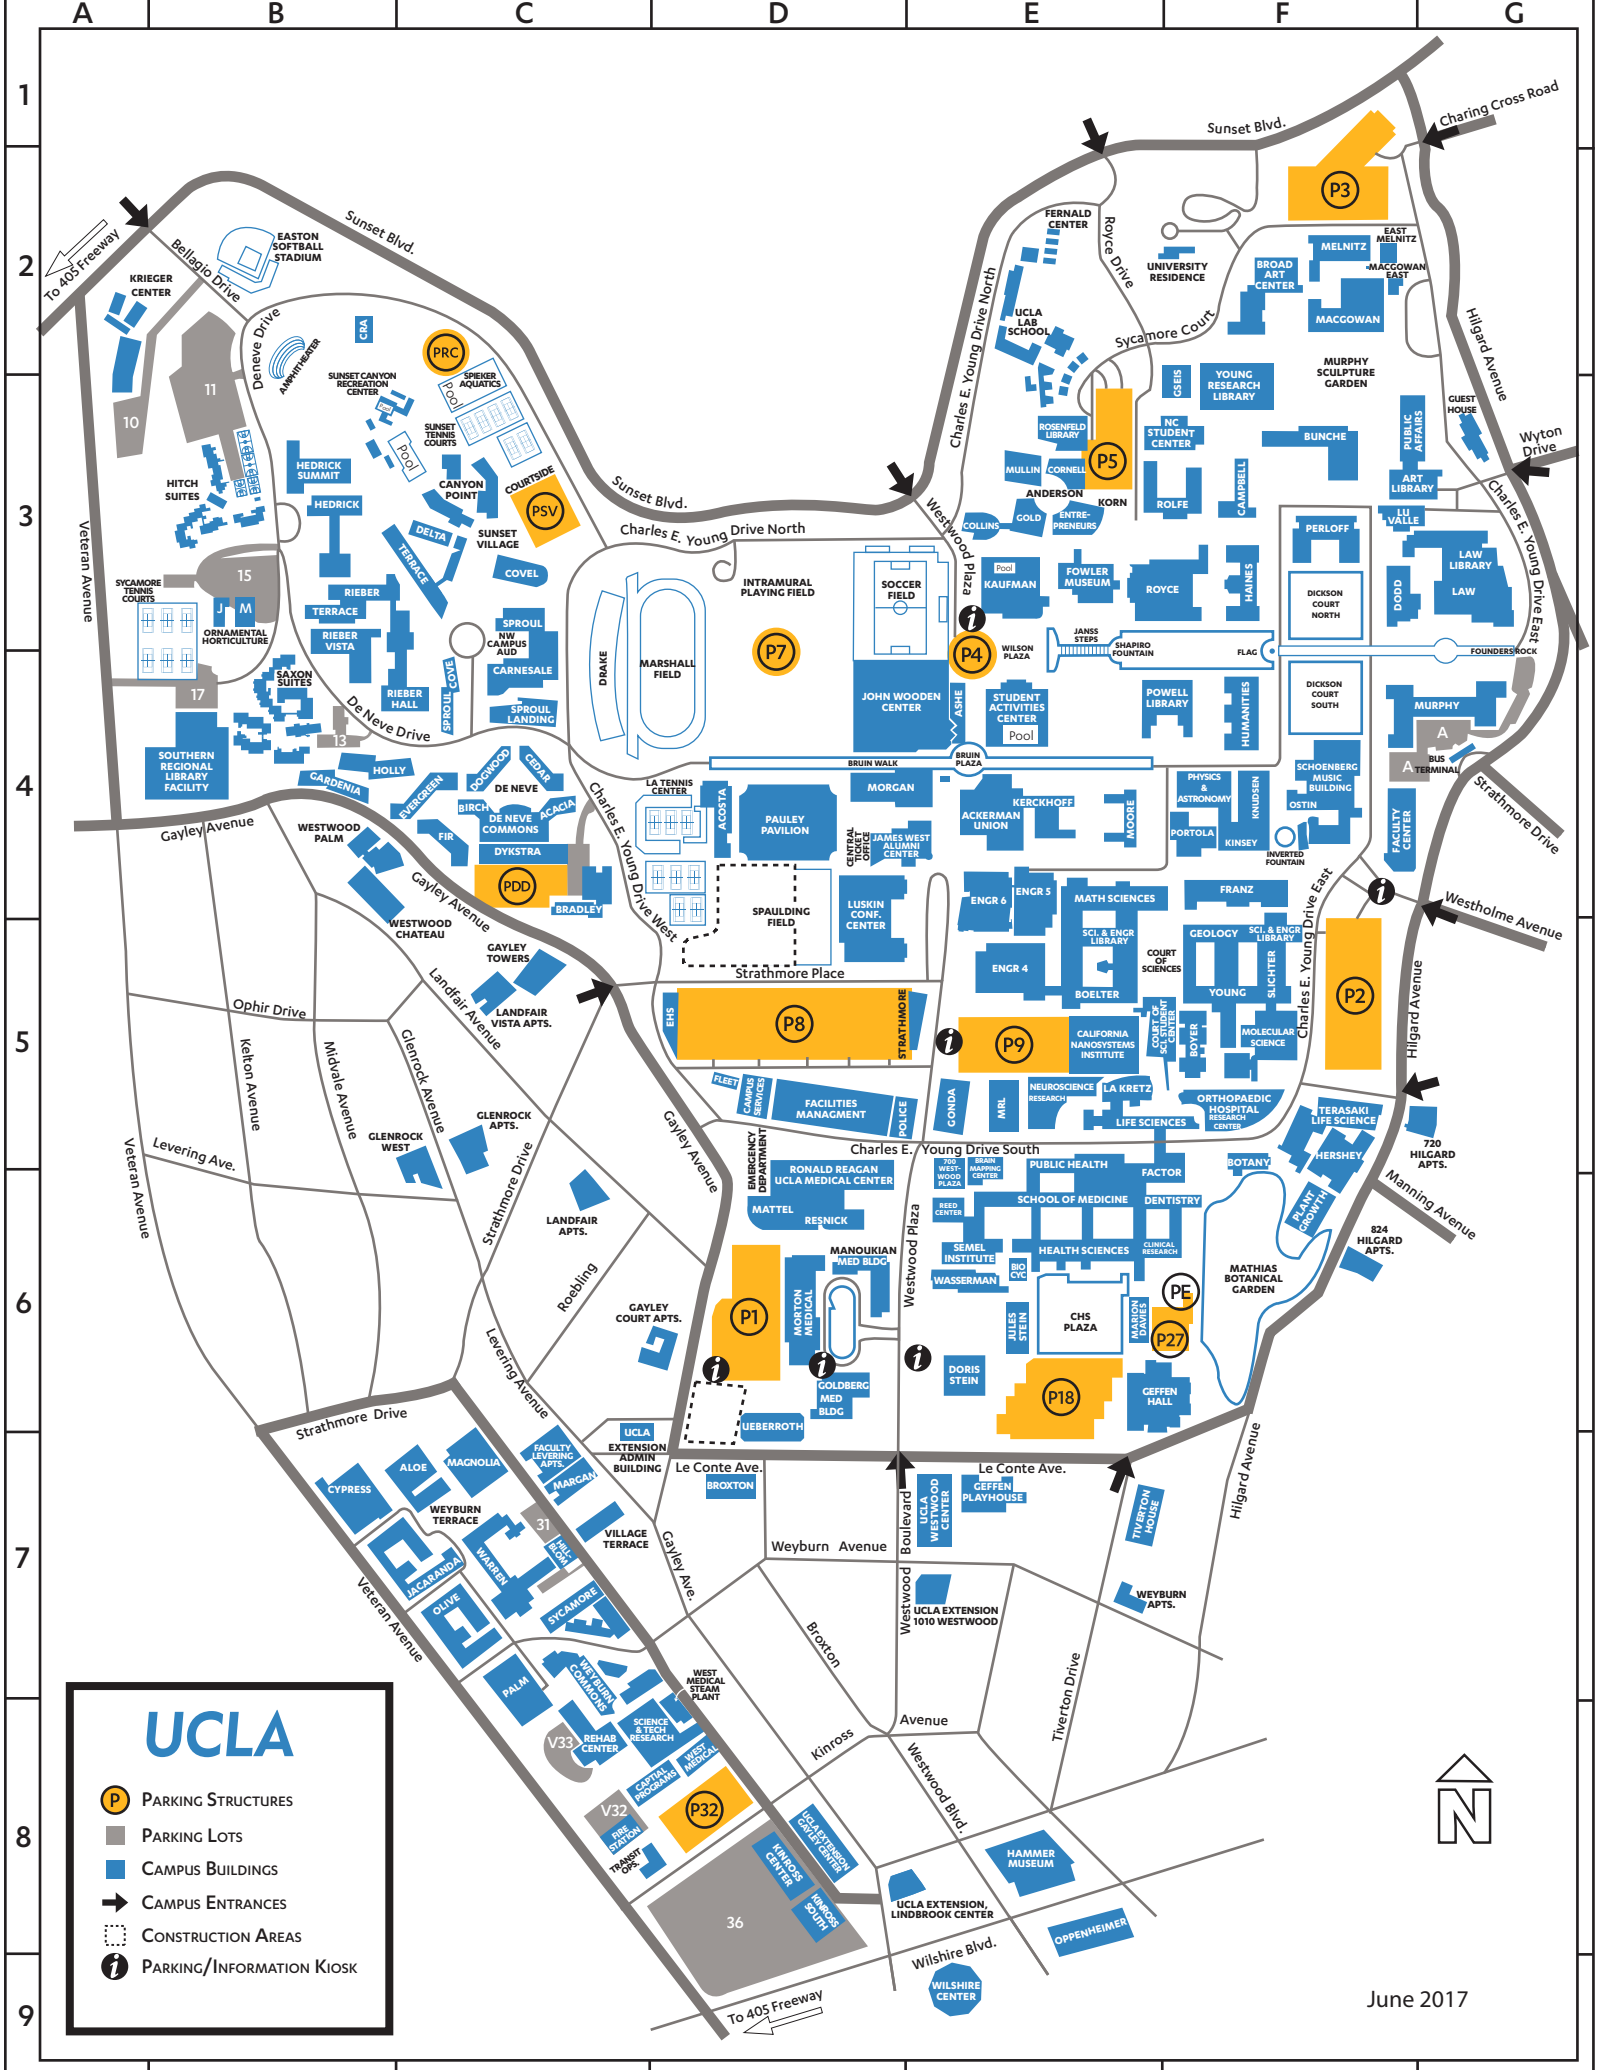 A B C D E F G
1
2
3
4
5
6
7
8
9
Charing Cross Road
Sunset Blvd.
P3
FERNALD
CENTER
Royce Drive
EAST
MELNITZ
MELNITZ
MACGOWAN
EAST
UNIVERSITY
RESIDENCE
BROAD
ART
CENTER
MACGOWAN
Sunset Blvd.
EASTON
SOFTBALL
STADIUM
Bellagio Drive
To 405 Freeway
KRIEGER
CENTER
Deneve Drive
CRA
AMPHITHEATER
PRC
SPIEKER
AQUATICS
Pool
SUNSET CANYON
RECREATION
CENTER
Pool
SUNSET
TENNIS
COURTS
Pool
11
10
Charles E. Young Drive North
UCLA
LAB
SCHOOL
Sycamore Court
Hilgard Avenue
MURPHY
SCULPTURE
GARDEN
GSEIS
YOUNG
RESEARCH
LIBRARY
GUEST
HOUSE
PUBLIC
AFFAIRS
Wyton
Drive
ROSENFELD
LIBRARY
NC
STUDENT
CENTER
BUNCHE
P5
MULLIN
CORNELL
ANDERSON
KORN
COLLINS
GOLD
ENTRE-
PRENEURS
ROLFE
CAMPBELL
ART
LIBRARY
LU
VALLE
Charles E. Young Drive East
HITCH
SUITES
HEDRICK
SUMMIT
HEDRICK
CANYON
POINT
COURTSIDE
PSV
Sunset Blvd.
Charles E. Young Drive North
Westwood Plaza
DELTA
TERRACE
SUNSET
VILLAGE
COVEL
Veteran Avenue
15
SYCAMORE
TENNIS
COURTS
J
M
ORNAMENTAL
HORTICULTURE
RIEBER
TERRACE
RIEBER
VISTA
RIEBER
HALL
SPROUL
NW
CAMPUS
AUD
CARNESALE
SPROUL
COVE
SPROUL
LANDING
INTRAMURAL
PLAYING FIELD
SOCCER
FIELD
Pool
KAUFMAN
FOWLER
MUSEUM
ROYCE
HAINES
PERLOFF
DICKSON
COURT
NORTH
DODD
LAW
LIBRARY
LAW
P7
P4
WILSON
PLAZA
JANSS
STEPS
SHAPIRO
FOUNTAIN
FLAG
FOUNDERS ROCK
DRAKE
MARSHALL
FIELD
17
SAXON
SUITES
De Neve Drive
13
SOUTHERN
REGIONAL
LIBRARY
FACILITY
JOHN WOODEN
CENTER
ASHE
STUDENT
ACTIVITIES
CENTER
Pool
POWELL
LIBRARY
HUMANITIES
DICKSON
COURT
SOUTH
MURPHY
A
A
BUS
TERMINAL
BRUIN WALK
BRUIN
PLAZA
GARDENIA
HOLLY
EVERGREEN
DOGWOOD
CEDAR
DE NEVE
BIRCH
ACACIA
DE NEVE
COMMONS
FIR
DYKSTRA
PDD
BRADLEY
Gayley Avenue
WESTWOOD
PALM
WESTWOOD
CHATEAU
Gayley Avenue
Charles E. Young Drive West
LA TENNIS
CENTER
ACOSTA
PAULEY
PAVILION
MORGAN
CENTRAL
TICKET
OFFICE
JAMES WEST
ALUMNI
CENTER
ACKERMAN
UNION
KERCKHOFF
MOORE
PHYSICS
&
ASTRONOMY
KNUDSEN
PORTOLA
KINSEY
SCHOENBERG
MUSIC
BUILDING
OSTIN
INVERTED
FOUNTAIN
FACULTY
CENTER
Strathmore Drive
Westholme Avenue
SPAULDING
FIELD
LUSKIN
CONF.
CENTER
ENGR 6
ENGR 5
MATH SCIENCES
SCI. & ENGR
LIBRARY
ENGR 4
BOELTER
COURT
OF
SCIENCES
FRANZ
GEOLOGY
SCI. & ENGR
LIBRARY
YOUNG
SLICHTER
Charles E. Young Drive East
P2
Hilgard Avenue
GAYLEY
TOWERS
LANDFAIR
VISTA APTS.
Landfair Avenue
Strathmore Place
EHS
P8
STRATHMORE
P9
CALIFORNIA
NANOSYSTEMS
INSTITUTE
COURT OF
SCI. STUDENT
CENTER
BOYER
MOLECULAR
SCIENCE
Ophir Drive
Kelton Avenue
Midvale Avenue
Glenrock Avenue
GLENROCK
APTS.
GLENROCK
WEST
Levering Ave.
Veteran Avenue
Strathmore Drive
LANDFAIR
APTS.
Gayley Avenue
FLEET
CAMPUS
SERVICES
FACILITIES
MANAGMENT
POLICE
GONDA
MRL
NEUROSCIENCE
RESEARCH
LA KRETZ
LIFE SCIENCES
ORTHOPAEDIC
HOSPITAL
RESEARCH
CENTER
TERASAKI
LIFE SCIENCE
HERSHEY
720
HILGARD
APTS.
Charles E. Young Drive South
EMERGENCY
DEPARTMENT
RONALD REAGAN
UCLA MEDICAL CENTER
MATTEL
RESNICK
700
WEST-
WOOD
PLAZA
BRAIN
MAPPING
CENTER
PUBLIC HEALTH
FACTOR
BOTANY
PLANT
GROWTH
Manning Avenue
824
HILGARD
APTS.
REED
CENTER
SCHOOL OF MEDICINE
DENTISTRY
SEMEL
INSTITUTE
HEALTH SCIENCES
CLINICAL
RESEARCH
BIO
CYC
WASSERMAN
Westwood Plaza
MATHIAS
BOTANICAL
GARDEN
MANOUKIAN
MED BLDG
P1
MORTON
MEDICAL
JULES
STEIN
CHS
PLAZA
MARION
DAVIES
PE
P27
DORIS
STEIN
P18
GEFFEN
HALL
GOLDBERG
MED
BLDG
UEBERROTH
Roebling
GAYLEY
COURT APTS.
Levering Avenue
Strathmore Drive
UCLA
EXTENSION
ADMIN
BUILDING
Le Conte Ave.
Le Conte Ave.
BROXTON
UCLA
WESTWOOD
CENTER
GEFFEN
PLAYHOUSE
TIVERTON
HOUSE
Hilgard Avenue
CYPRESS
ALOE
MAGNOLIA
FACULTY
LEVERING
APTS.
MARGAN
WEYBURN
TERRACE
31
VILLAGE
TERRACE
WARREN
HILL-
BLOM
JACARANDA
OLIVE
SYCAMORE
Veteran Avenue
Gayley Ave.
Weyburn Avenue
Westwood Boulevard
UCLA EXTENSION
1010 WESTWOOD
WEYBURN
APTS.
Broxton
Tiverton Drive
PALM
WEYBURN
COMMONS
WEST
MEDICAL
STEAM
PLANT
V33
REHAB
CENTER
SCIENCE
& TECH
RESEARCH
WEST
MEDICAL
CAPTIAL
PROGRAMS
P32
V32
FIRE
STATION
TRANSIT
OPS.
Kinross
Avenue
Westwood Blvd.
UCLA EXTENSION
GAYLEY CENTER
KINROSS
CENTER
KINROSS
SOUTH
36
HAMMER
MUSEUM
UCLA EXTENSION,
LINDBROOK CENTER
OPPENHEIMER
Wilshire Blvd.
WILSHIRE
CENTER
To 405 Freeway
UCLA
P PARKING STRUCTURES
PARKING LOTS
CAMPUS BUILDINGS
CAMPUS ENTRANCES
CONSTRUCTION AREAS
i PARKING/INFORMATION KIOSK
N
June 2017